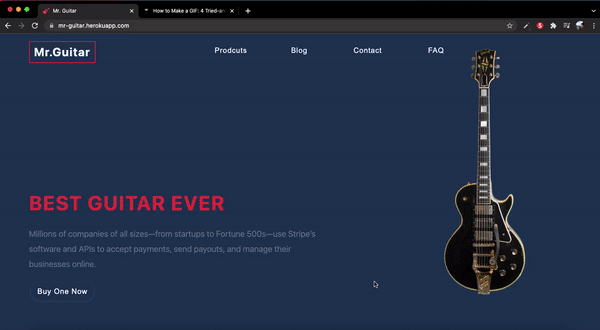 Mr. Guitar
How to Make a GIF: 4 Tried-an
mr-guitar.herokuapp.com
Mr.Guitar
Prodcuts
Blog
Contact
FAQ
BEST GUITAR EVER
Millions of companies of all sizes—from startups to Fortune 500s—use Stripe's
software and APIs to accept payments, send payouts, and manage their
businesses online.
Buy One Now